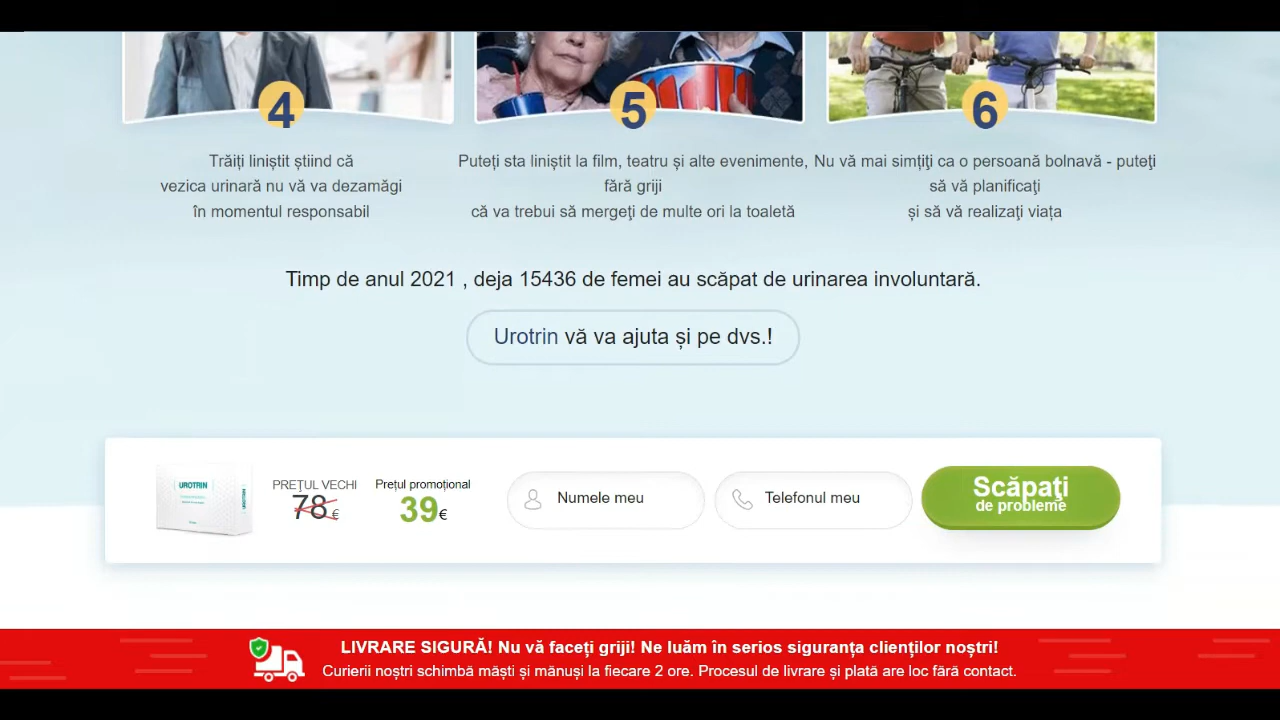 4
5
6
Trăiți liniștit știind că
vezica urinară nu vă va dezamăgi
în momentul responsabil
Puteți sta liniștit la film, teatru și alte evenimente,
fără griji
că va trebui să mergeţi de multe ori la toaletă
Nu vă mai simțiți ca o persoană bolnavă - puteţi
să vă planificaţi
și să vă realizaţi viața
Timp de anul 2021 , deja 15436 de femei au scăpat de urinarea involuntară.
Urotrin vă va ajuta și pe dvs.!
UROTRIN
PREȚUL VECHI
78 €
Prețul promoțional
39€
Numele meu
Telefonul meu
Scăpaţi
de probleme
LIVRARE SIGURĂ! Nu vă faceți griji! Ne luăm în serios siguranța clienților noștri!
Curierii noștri schimbă măști și mănuși la fiecare 2 ore. Procesul de livrare și plată are loc fără contact.